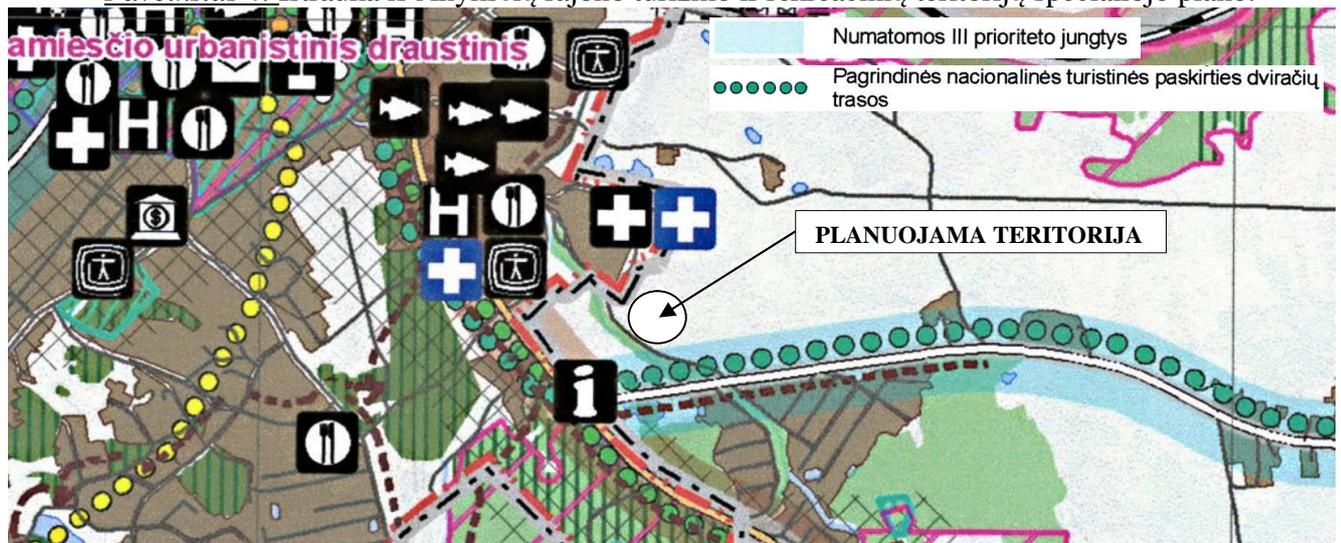 amiesčio urbanistinis draustinis
Numatomos III prioriteto jungtys
Pagrindinės nacionalinės turistinės paskirties dviračių
trasos
H
H
PLANUOJAMA TERITORIJA
i